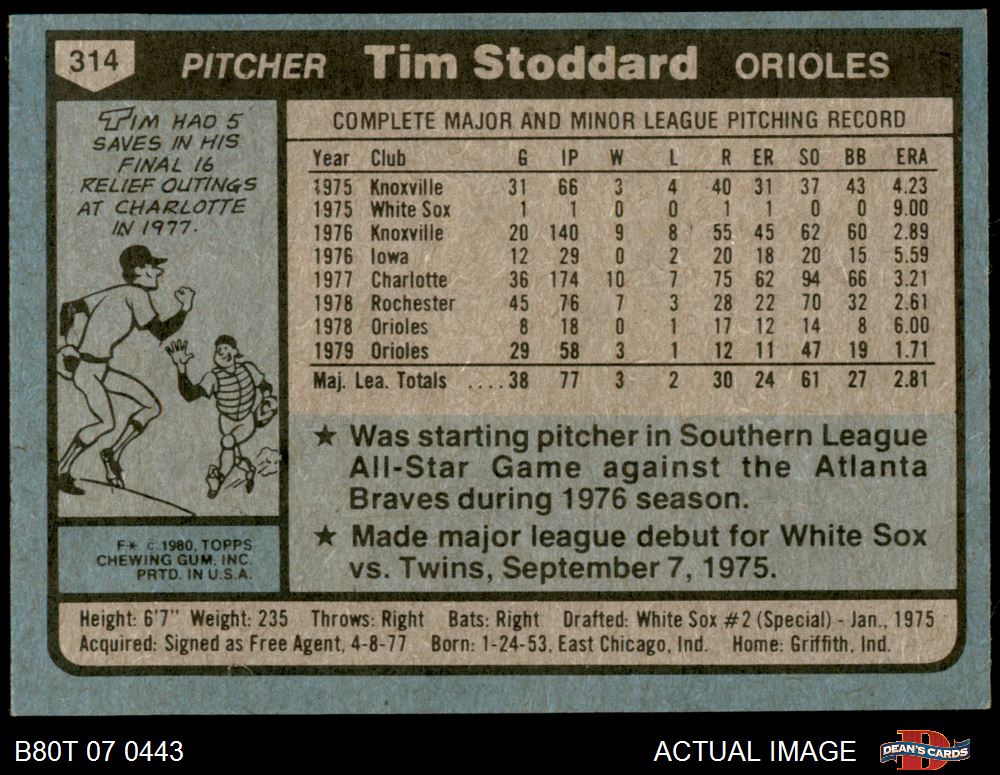 314 PITCHER Tim Stoddard ORIOLES
TIM HAD 5
SAVES IN HIS
FINAL 16
RELIEF OUTINGS
AT CHARLOTTE
IN 1977.
F* © 1980, TOPPS
CHEWING GUM, INC.
PRTD. IN U.S.A.
COMPLETE MAJOR AND MINOR LEAGUE PITCHING RECORD
Year Club G IP W L R ER SO BB ERA
1975 Knoxville 31 66 3 4 40 31 37 43 4.23
1975 White Sox 1 1 0 0 1 1 0 0 9.00
1976 Knoxville 20 140 9 8 55 45 62 60 2.89
1976 Iowa 12 29 0 2 20 18 20 15 5.59
1977 Charlotte 36 174 10 7 75 62 94 66 3.21
1978 Rochester 45 76 7 3 28 22 70 32 2.61
1978 Orioles 8 18 0 1 17 12 14 8 6.00
1979 Orioles 29 58 3 1 12 11 47 19 1.71
Maj. Lea. Totals ....38 77 3 2 30 24 61 27 2.81
★ Was starting pitcher in Southern League
All-Star Game against the Atlanta
Braves during 1976 season.
★ Made major league debut for White Sox
vs. Twins, September 7, 1975.
Height: 6'7" Weight: 235 Throws: Right Bats: Right Drafted: White Sox #2 (Special) - Jan., 1975
Acquired: Signed as Free Agent, 4-8-77 Born: 1-24-53, East Chicago, Ind. Home: Griffith, Ind.
B80T 07 0443 ACTUAL IMAGE DEAN'S CARDS